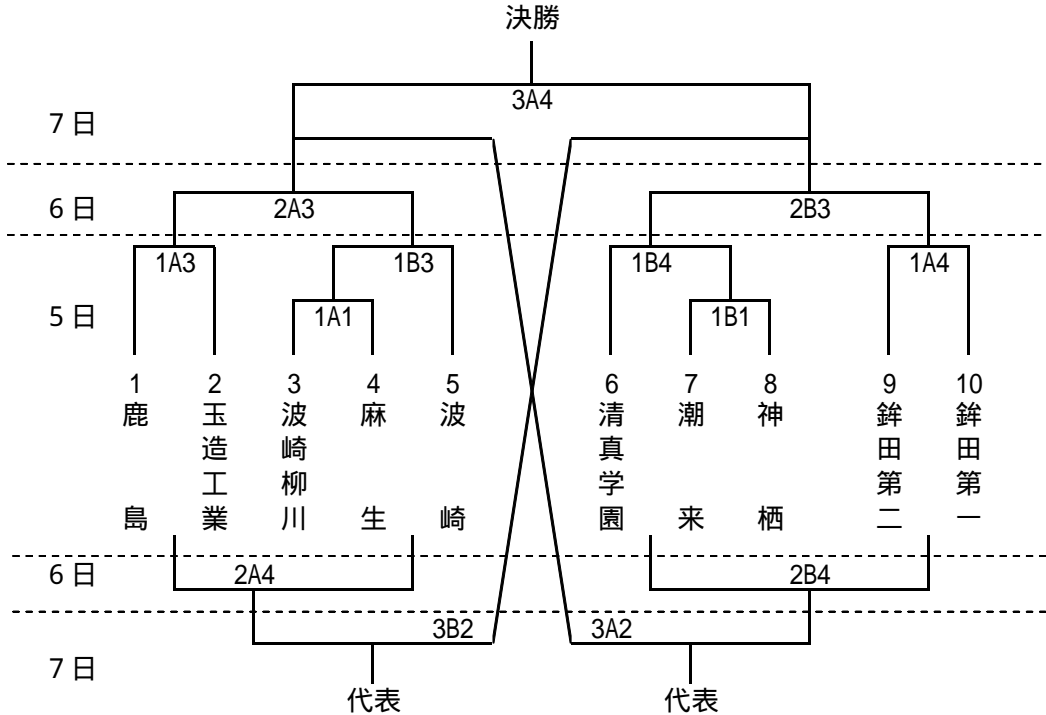 決勝
3A4
7日
6日
2A3
2B3
1A3
1B3
1B4
1A4
5日
1A1
1B1
1 鹿島
2 玉造工業
3 波崎柳川
4 麻生
5 波崎
6 清真学園
7 潮来
8 神栖
9 鉾田第二
10 鉾田第一
6日
2A4
2B4
3B2
3A2
7日
代表
代表